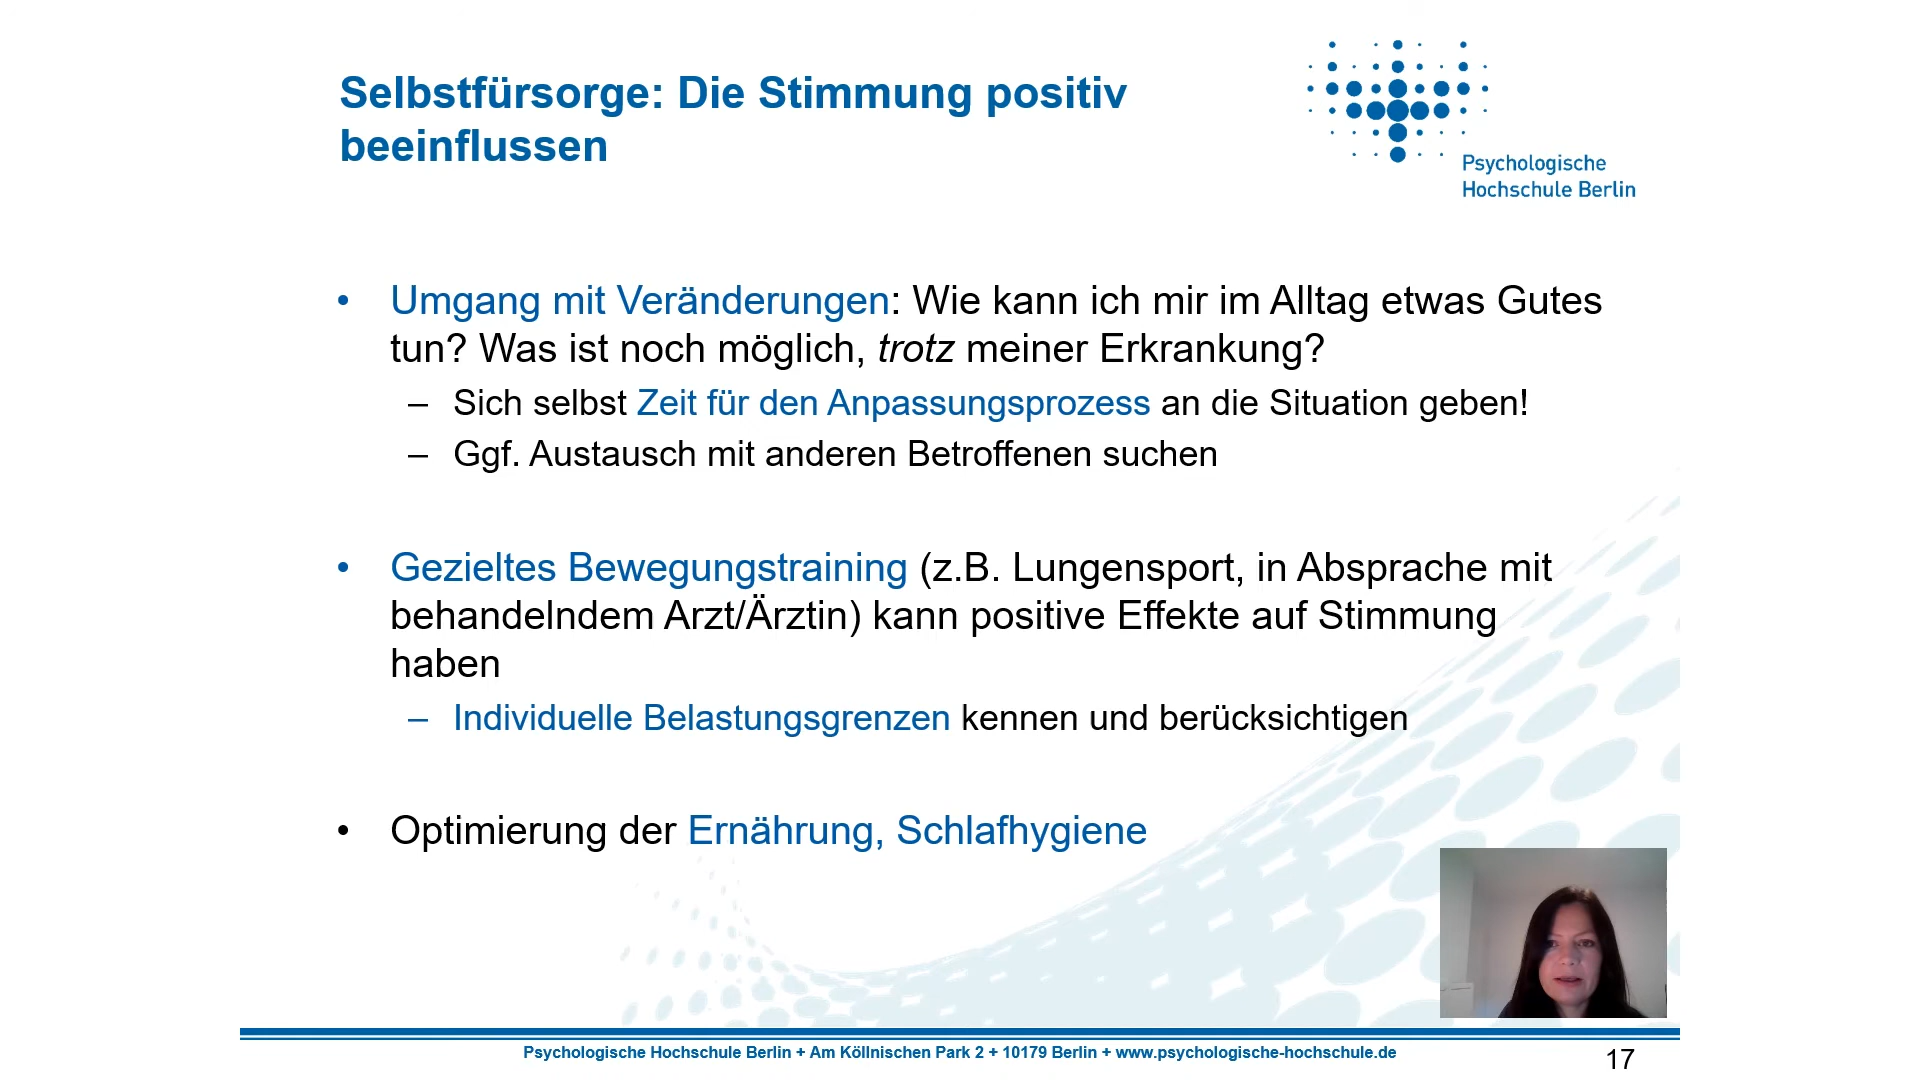 Selbstfürsorge: Die Stimmung positiv
beeinflussen
Psychologische
Hochschule Berlin
• Umgang mit Veränderungen: Wie kann ich mir im Alltag etwas Gutes
tun? Was ist noch möglich, trotz meiner Erkrankung?
– Sich selbst Zeit für den Anpassungsprozess an die Situation geben!
– Ggf. Austausch mit anderen Betroffenen suchen
• Gezieltes Bewegungstraining (z.B. Lungensport, in Absprache mit
behandelndem Arzt/Ärztin) kann positive Effekte auf Stimmung
haben
– Individuelle Belastungsgrenzen kennen und berücksichtigen
• Optimierung der Ernährung, Schlafhygiene
Psychologische Hochschule Berlin + Am Köllnischen Park 2 + 10179 Berlin + www.psychologische-hochschule.de
17